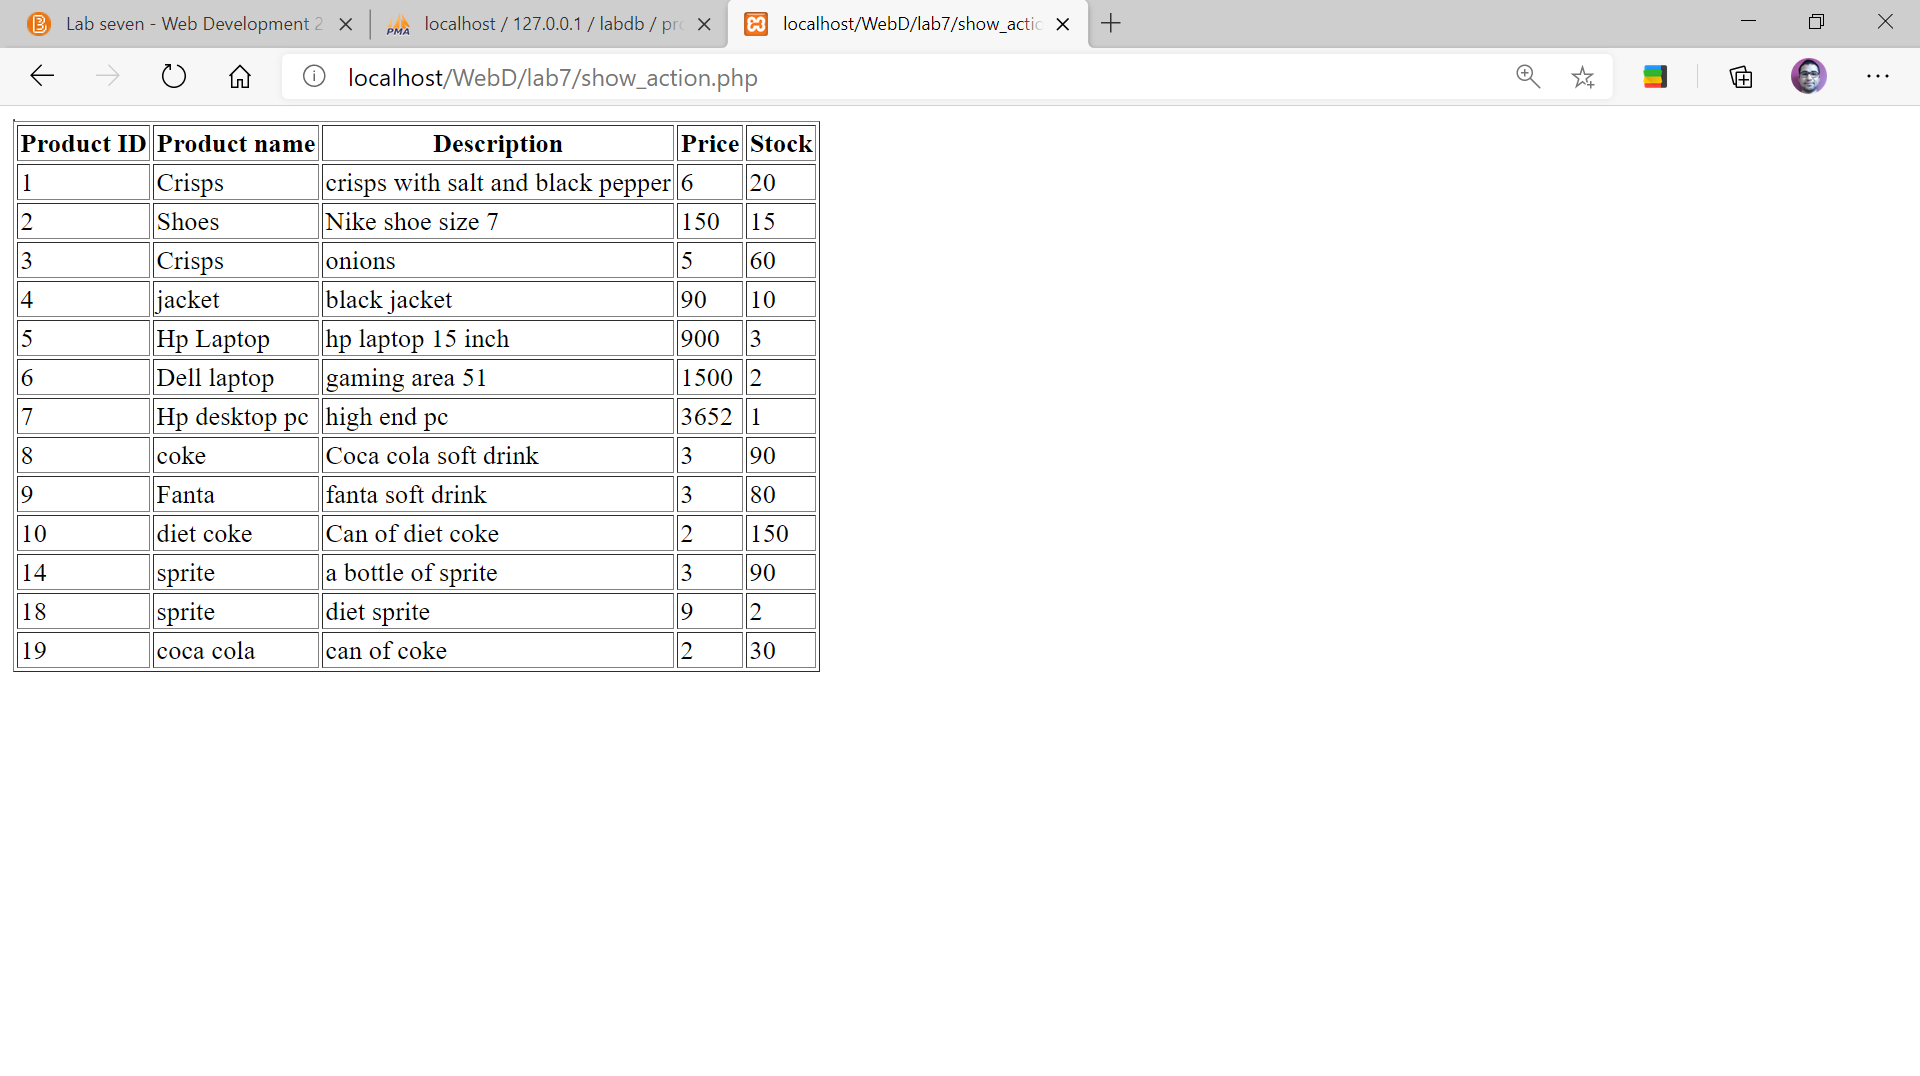 Lab seven - Web Development 2
localhost / 127.0.0.1 / labdb / pro
localhost/WebD/lab7/show_actio
PMA
localhost/WebD/lab7/show_action.php
Product ID Product name Description Price Stock
1 Crisps crisps with salt and black pepper 6 20
2 Shoes Nike shoe size 7 150 15
3 Crisps onions 5 60
4 jacket black jacket 90 10
5 Hp Laptop hp laptop 15 inch 900 3
6 Dell laptop gaming area 51 1500 2
7 Hp desktop pc high end pc 3652 1
8 coke Coca cola soft drink 3 90
9 Fanta fanta soft drink 3 80
10 diet coke Can of diet coke 2 150
14 sprite a bottle of sprite 3 90
18 sprite diet sprite 9 2
19 coca cola can of coke 2 30